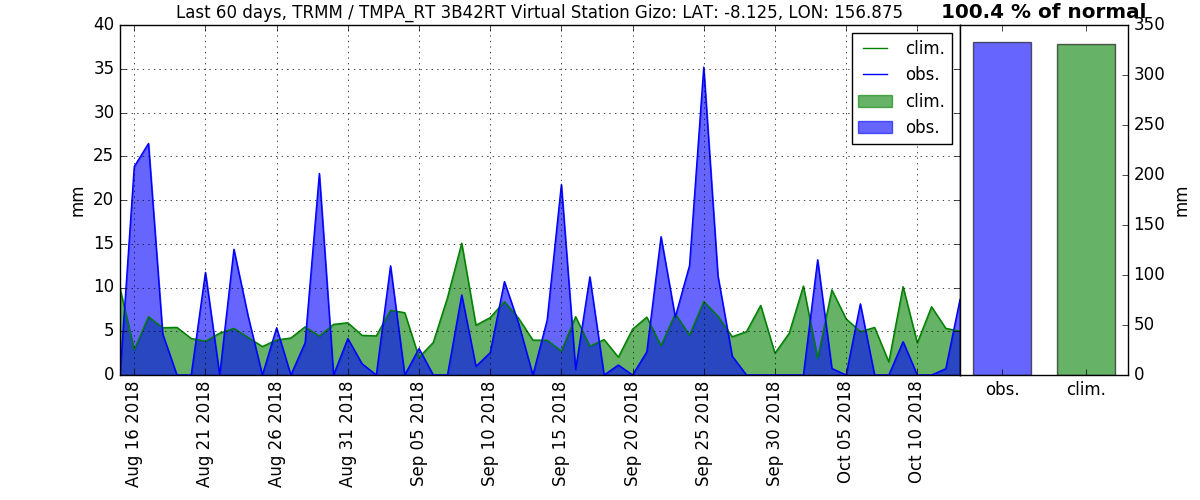 Last 60 days, TRMM / TMPA_RT 3B42RT Virtual Station Gizo: LAT: -8.125, LON: 156.875
100.4 % of normal
40
35
30
25
20
15
10
5
0
mm
clim.
obs.
clim.
obs.
350
300
250
200
150
100
50
0
mm
Aug 16 2018
Aug 21 2018
Aug 26 2018
Aug 31 2018
Sep 05 2018
Sep 10 2018
Sep 15 2018
Sep 20 2018
Sep 25 2018
Sep 30 2018
Oct 05 2018
Oct 10 2018
obs.
clim.